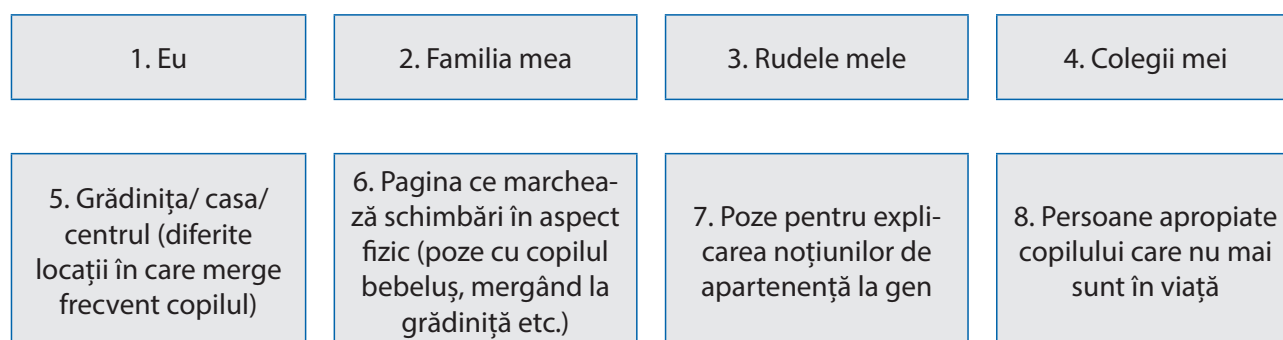 1. Eu
2. Familia mea
3. Rudele mele
4. Colegii mei
5. Grădinița/ casa/
centrul (diferite
locații în care merge
frecvent copilul)
6. Pagina ce marchea-
ză schimbări în aspect
fizic (poze cu copilul
bebeluș, mergând la
grădiniță etc.)
7. Poze pentru expli-
carea noțiunilor de
apartenență la gen
8. Persoane apropiate
copilului care nu mai
sunt în viață